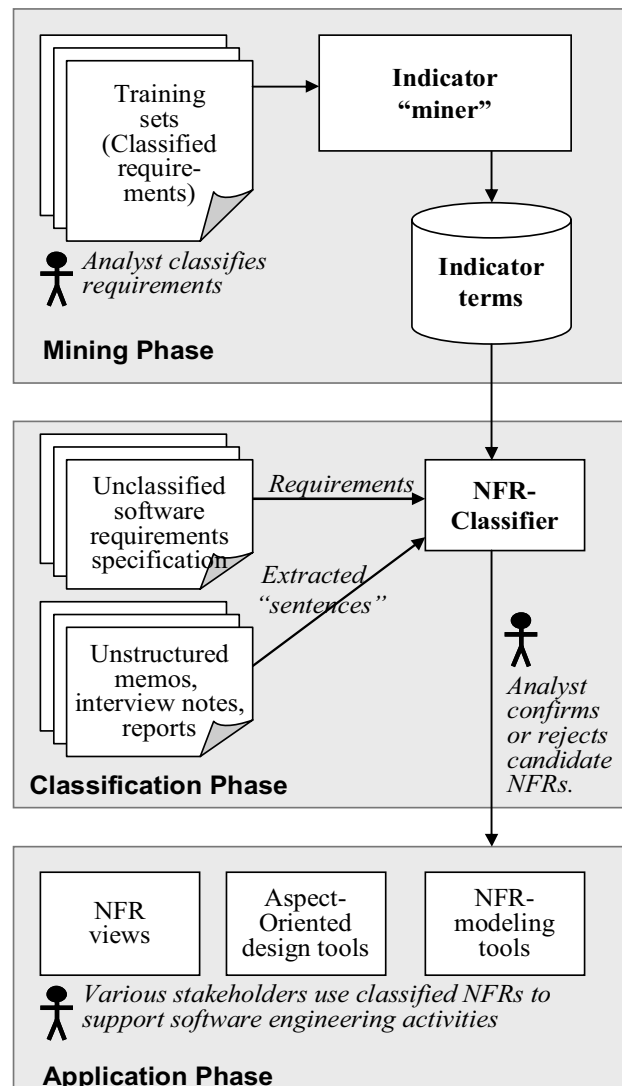 Training
sets
(Classified
require-
ments)
Indicator
“miner”
Analyst classifies
requirements
Indicator
terms
Mining Phase
Unclassified
software
requirements
specification
Requirements
NFR-
Classifier
Extracted
“sentences”
Unstructured
memos,
interview notes,
reports
Analyst
confirms
or rejects
candidate
NFRs.
Classification Phase
NFR
views
Aspect-
Oriented
design tools
NFR-
modeling
tools
Various stakeholders use classified NFRs to
support software engineering activities
Application Phase